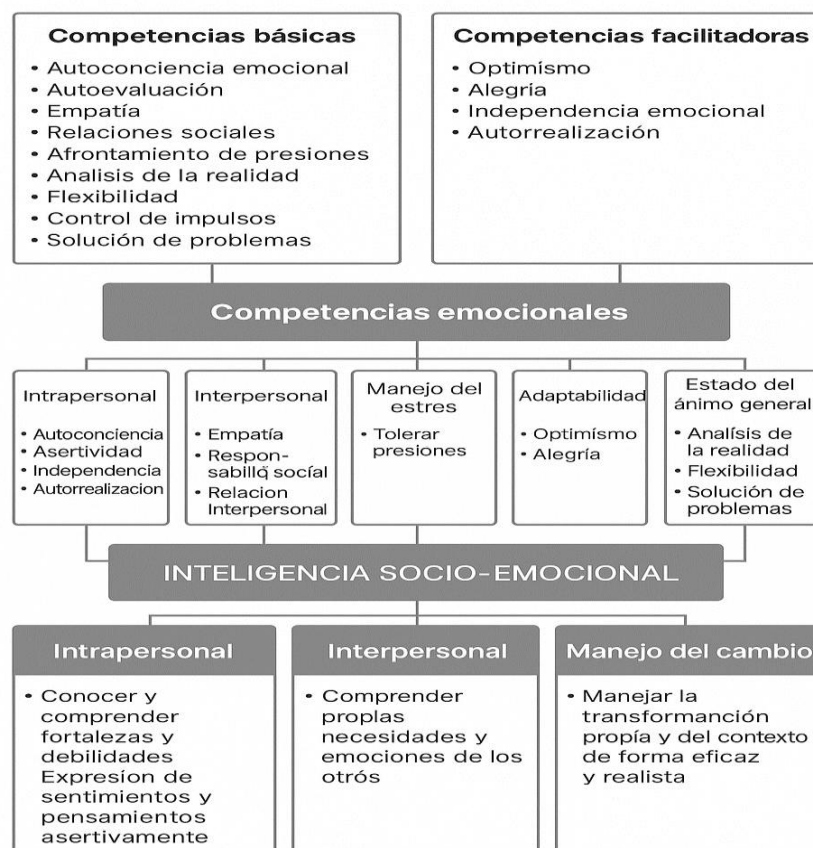 Competencias básicas
• Autoconciencia emocional
• Autoevaluación
• Empatía
• Relaciones sociales
• Afrontamiento de presiones
• Analisis de la realidad
• Flexibilidad
• Control de impulsos
• Solución de problemas
Competencias facilitadoras
• Optimísmo
• Alegría
• Independencia emocional
• Autorrealización
Competencias emocionales
Intrapersonal
• Autoconciencia
• Asertividad
• Independencia
• Autorrealizacion
Interpersonal
• Empatía
• Respon-
sabillq̃ socíal
• Relacion
Interpersonal
Manejo del
estres
• Tolerar
presiones
Adaptabilidad
• Optimísmo
• Alegría
Estado del
ánimo general
• Analísis de
la realidad
• Flexibilidad
• Solución de
problemas
INTELIGENCIA SOCIO-EMOCIONAL
Intrapersonal
• Conocer y
comprender
fortalezas y
debilidades
Expresíon de
sentimientos y
pensamientos
asertivamente
Interpersonal
• Comprender
proplas
necesidades y
emociones de los
otrós
Manejo del cambio
• Manejar la
transformanción
propía y del contexto
de forma eficaz
y realista